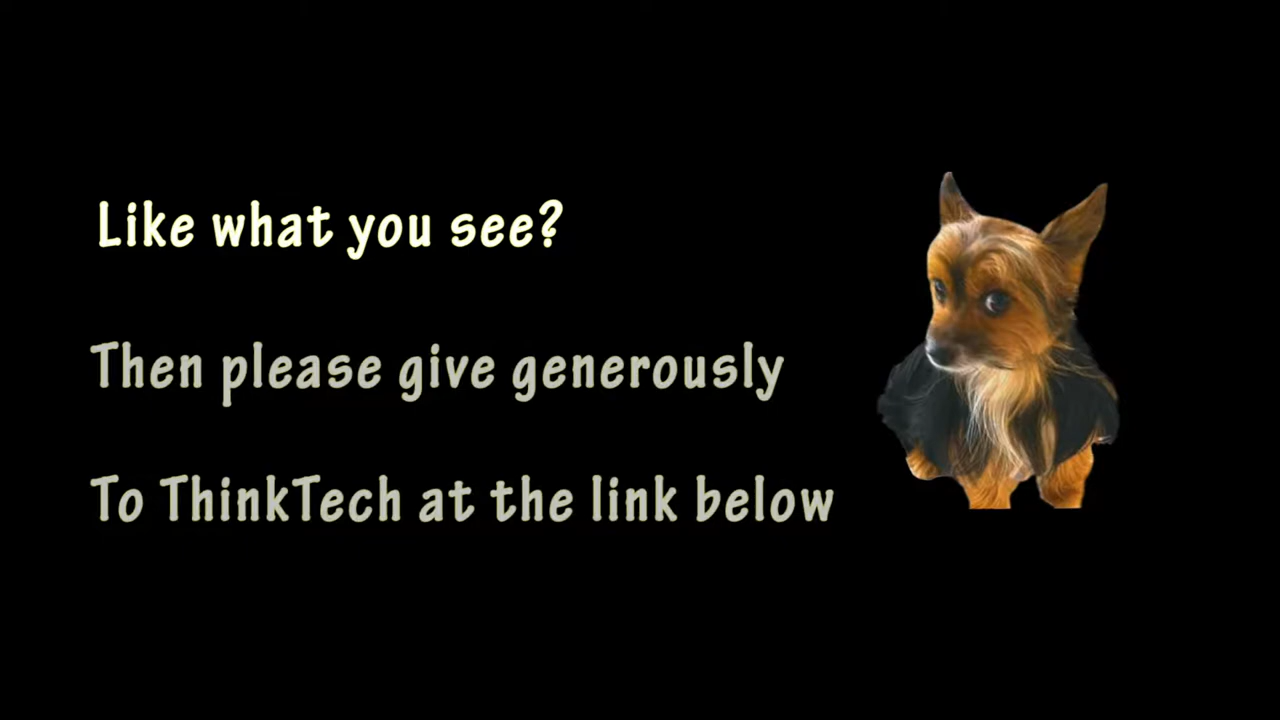 Like what you see?
Then please give generously
To ThinkTech at the link below